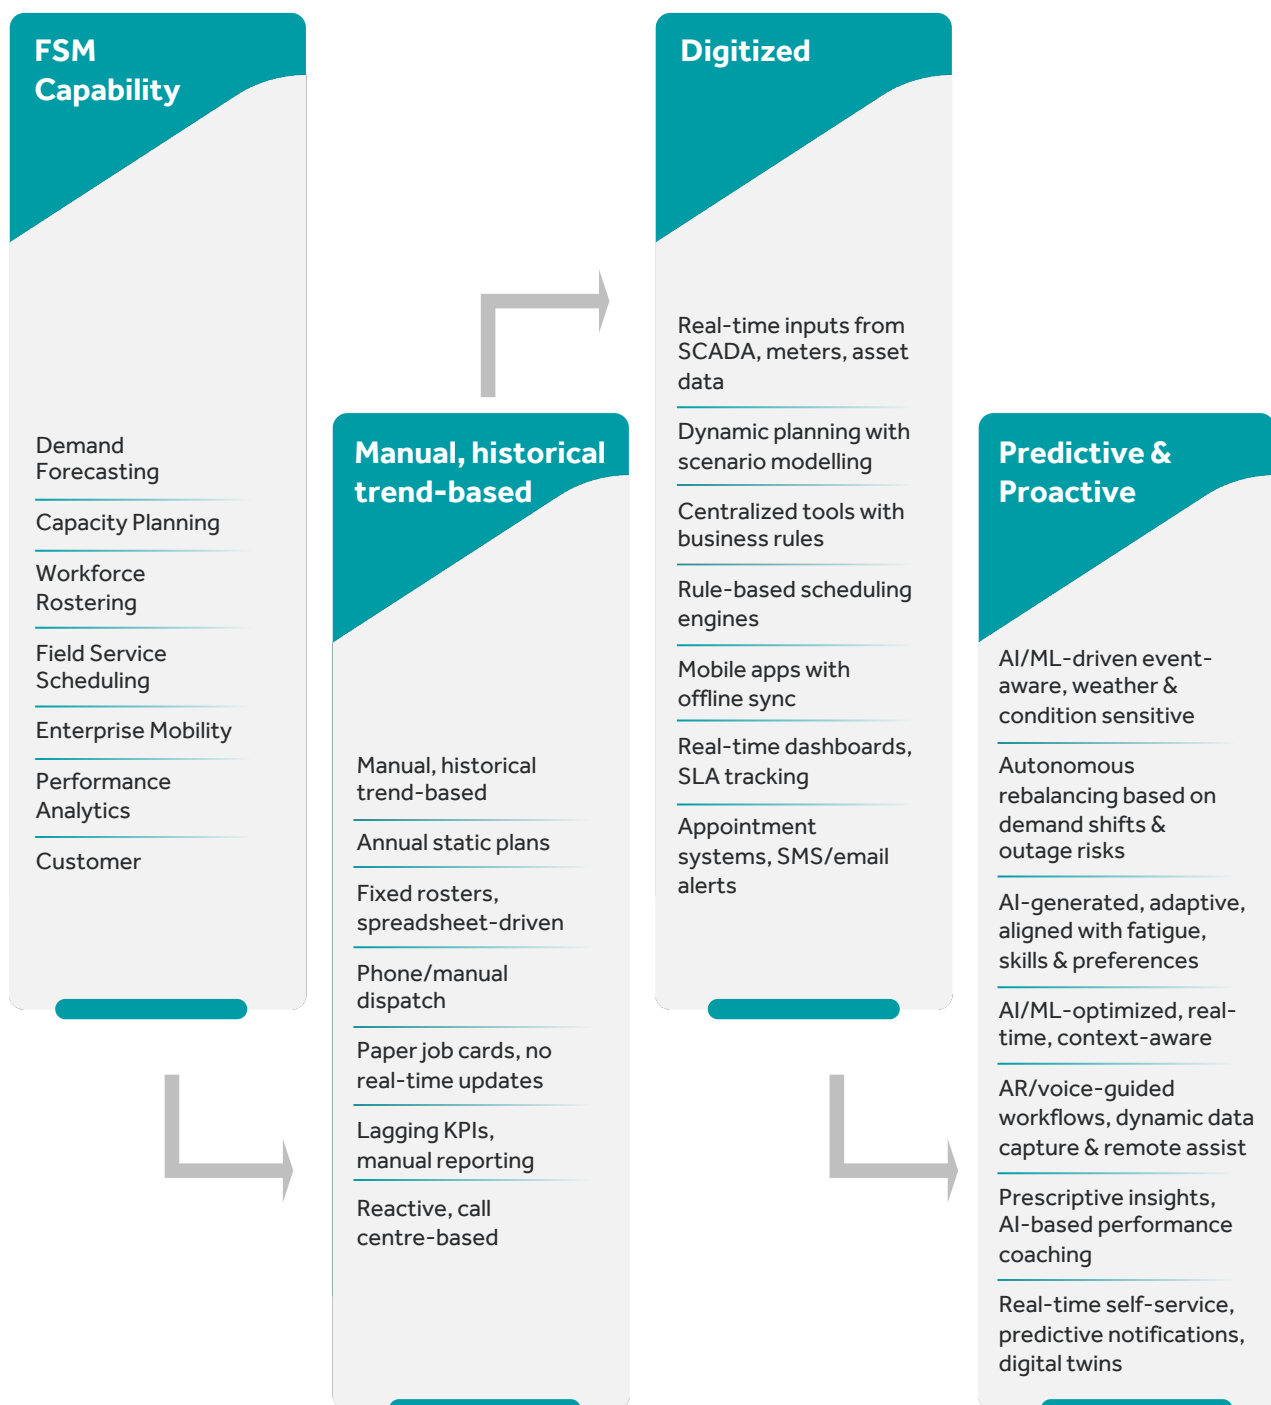 FSM
Capability
Demand
Forecasting
Capacity Planning
Workforce
Rostering
Field Service
Scheduling
Enterprise Mobility
Performance
Analytics
Customer
Manual, historical
trend-based
Manual, historical
trend-based
Annual static plans
Fixed rosters,
spreadsheet-driven
Phone/manual
dispatch
Paper job cards, no
real-time updates
Lagging KPIs,
manual reporting
Reactive, call
centre-based
Digitized
Real-time inputs from
SCADA, meters, asset
data
Dynamic planning with
scenario modelling
Centralized tools with
business rules
Rule-based scheduling
engines
Mobile apps with
offline sync
Real-time dashboards,
SLA tracking
Appointment
systems, SMS/email
alerts
Predictive &
Proactive
AI/ML-driven event-
aware, weather &
condition sensitive
Autonomous
rebalancing based on
demand shifts &
outage risks
AI-generated, adaptive,
aligned with fatigue,
skills & preferences
AI/ML-optimized, real-
time, context-aware
AR/voice-guided
workflows, dynamic data
capture & remote assist
Prescriptive insights,
AI-based performance
coaching
Real-time self-service,
predictive notifications,
digital twins